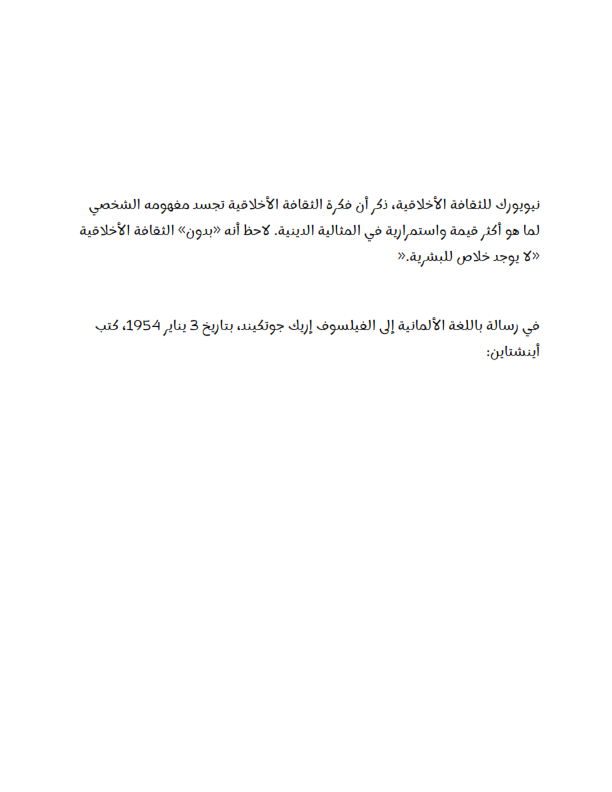 نيويورك للثقافة الأخلاقية، ذكر أن فكرة الثقافة الأخلاقية تجسد مفهومه الشخصي
لما هو أكثر قيمة واستمرارية في المثالية الدينية. لاحظ أنه «بدون» الثقافة الأخلاقية
«لا يوجد خلاص للبشرية.»
في رسالة باللغة الألمانية إلى الفيلسوف إريك جوتكيند، بتاريخ 3 يناير 1954، كتب
أينشتاين: